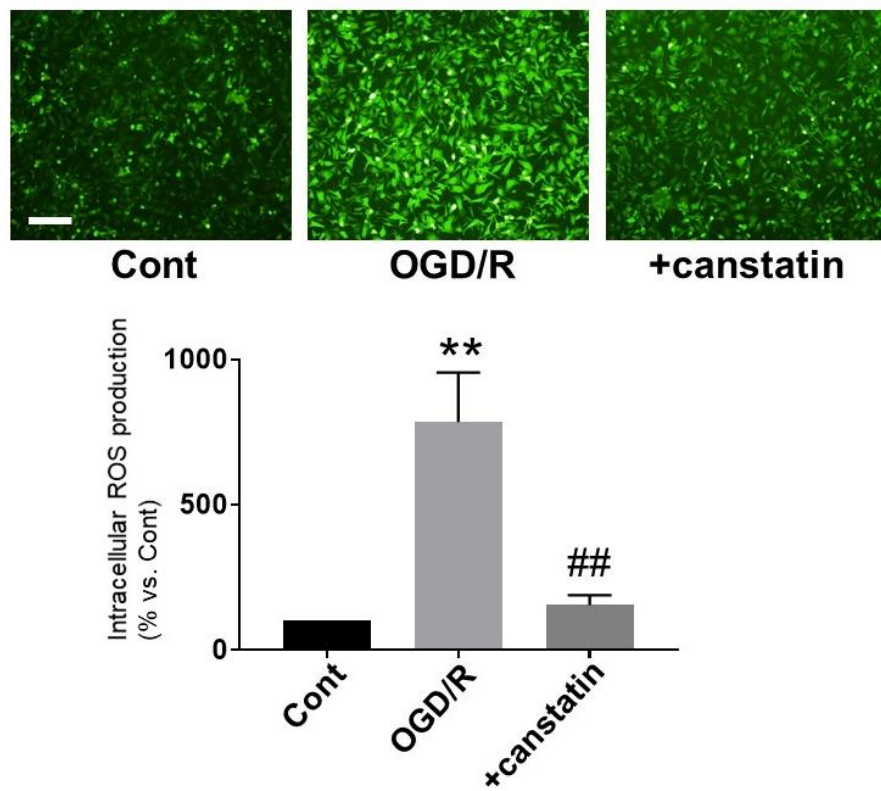 Cont
OGD/R
+canstatin
Intracellular ROS production
(% vs. Cont)
1000
500
0
**
##
Cont
OGD/R
+canstatin